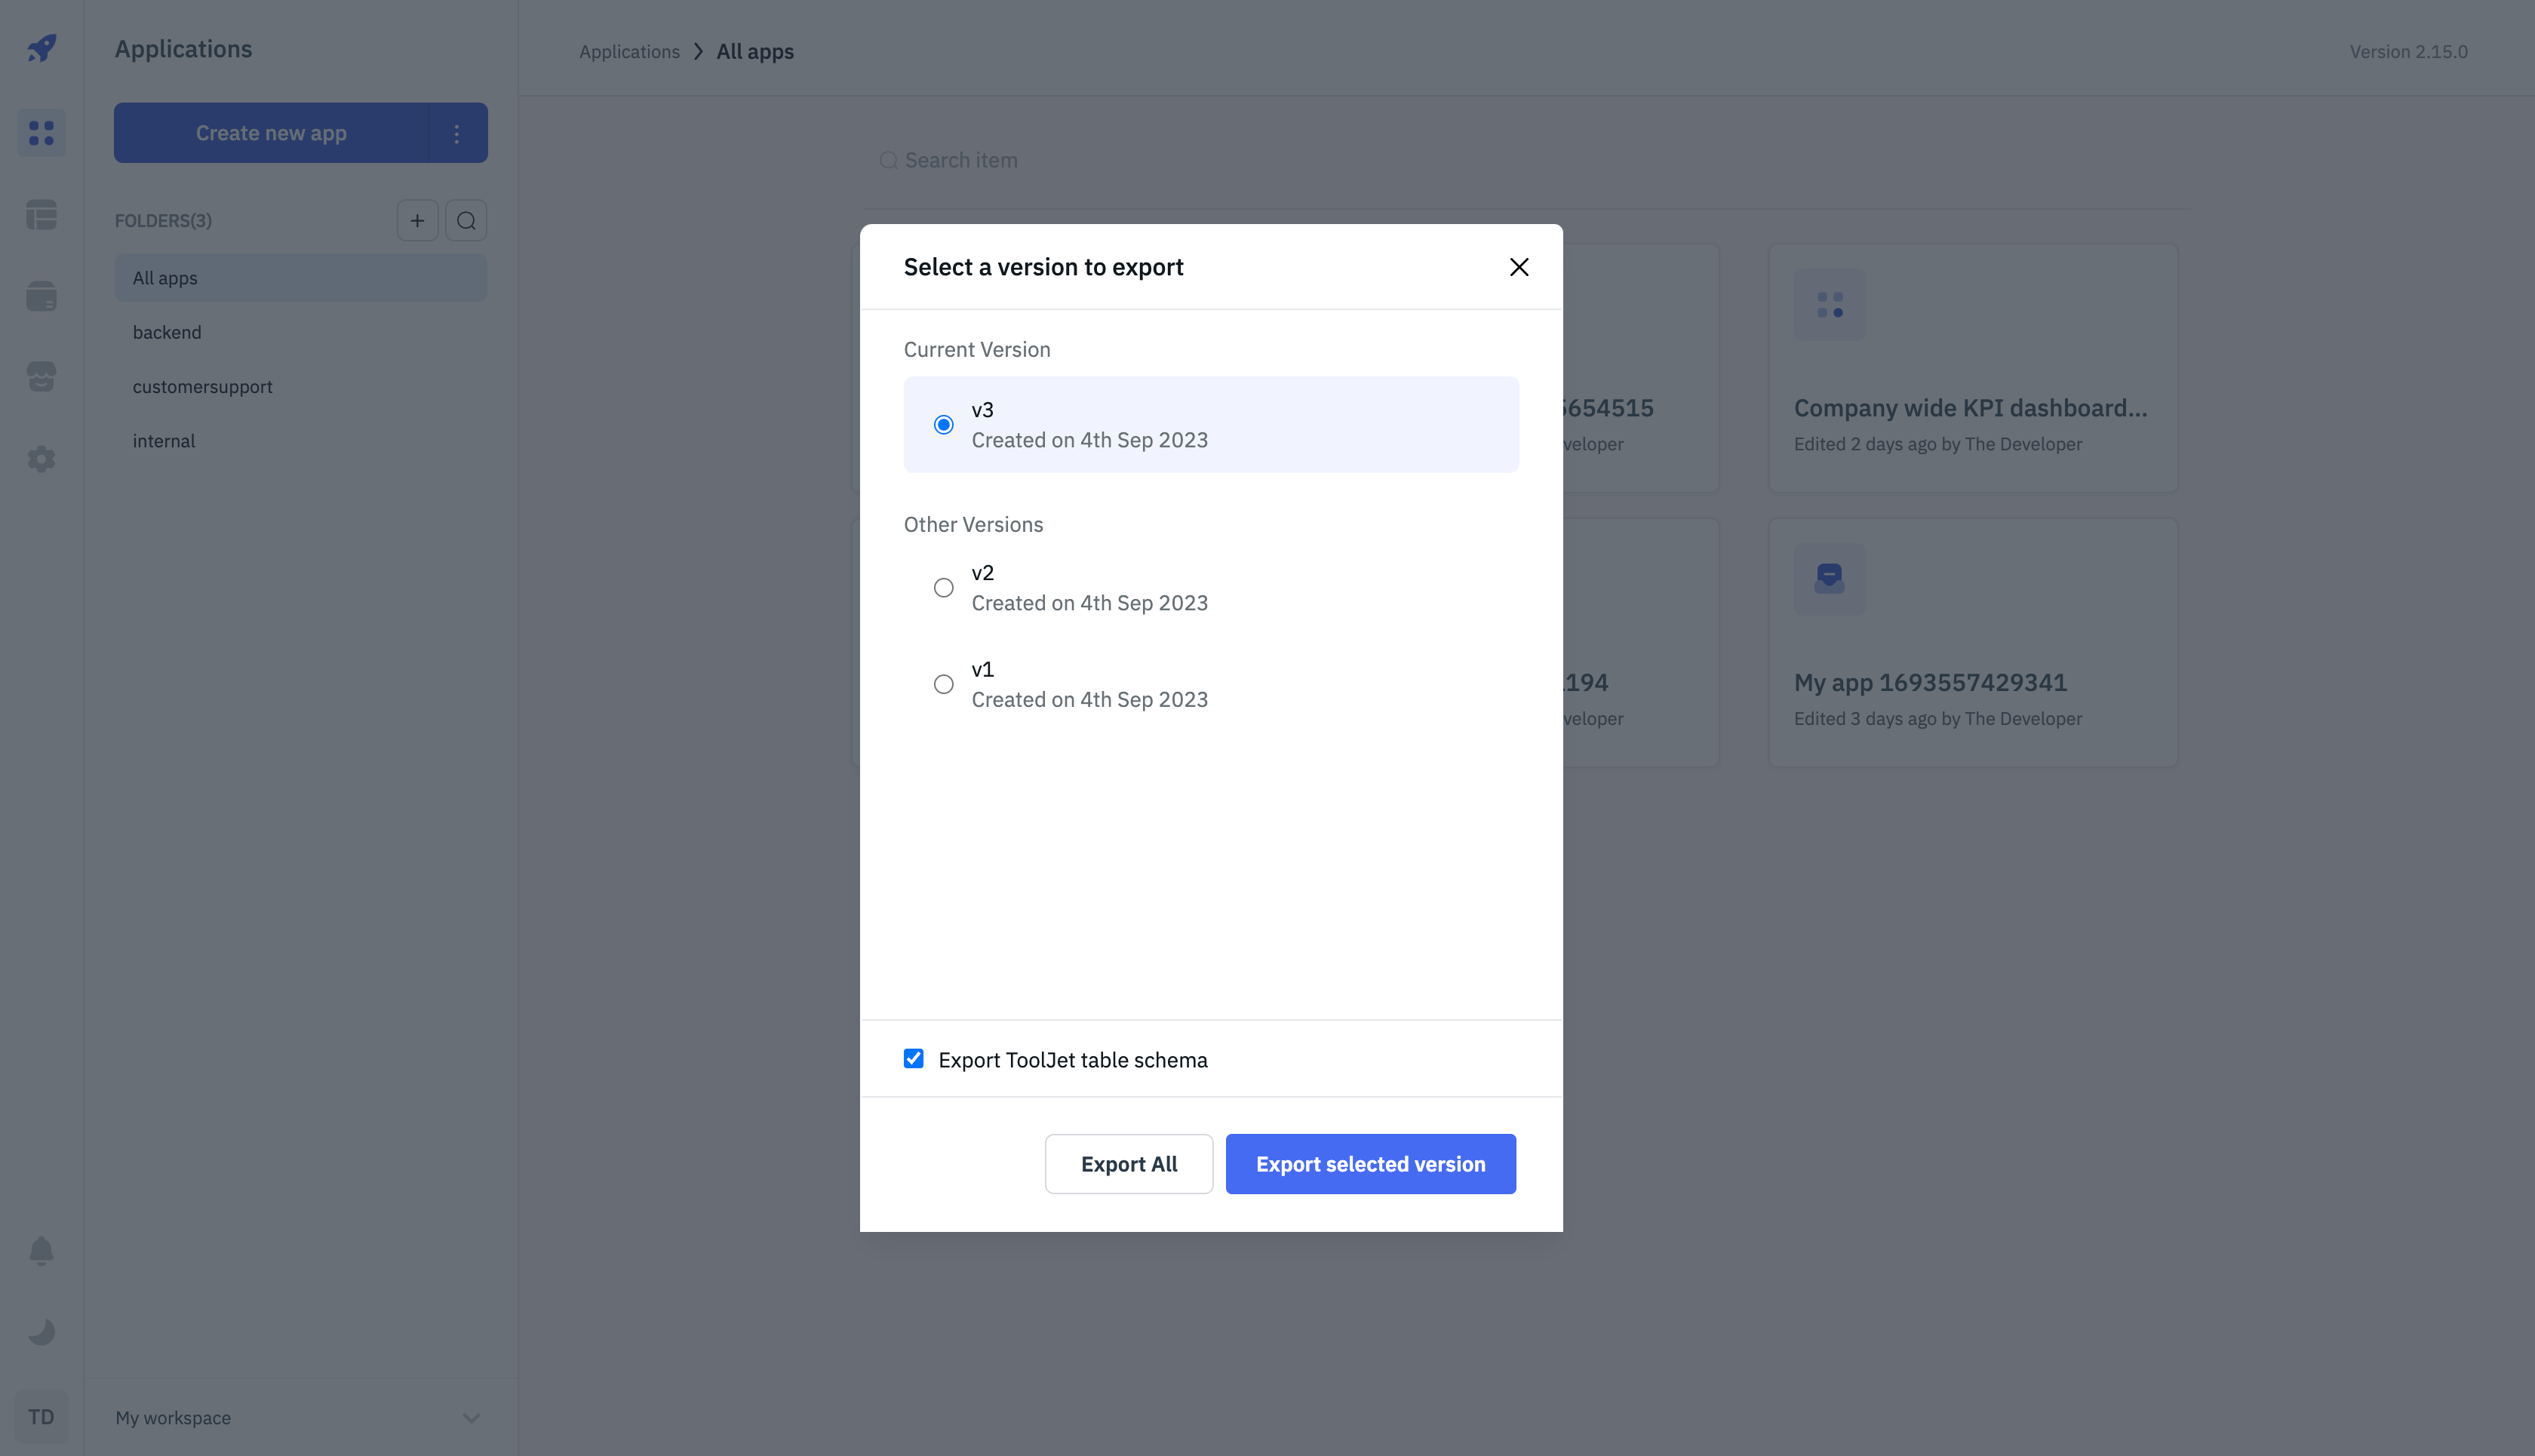 Applications
Create new app
FOLDERS(3)
All apps
backend
customersupport
internal
TD
My workspace
Applications
All apps
Version 2.15.0
Search item
Select a version to export
Current Version
v3
Created on 4th Sep 2023
Other Versions
v2
Created on 4th Sep 2023
v1
Created on 4th Sep 2023
Export ToolJet table schema
Export All
Export selected version
Company wide KPI dashboard...
Edited 2 days ago by The Developer
My app 1693557429341
Edited 3 days ago by The Developer